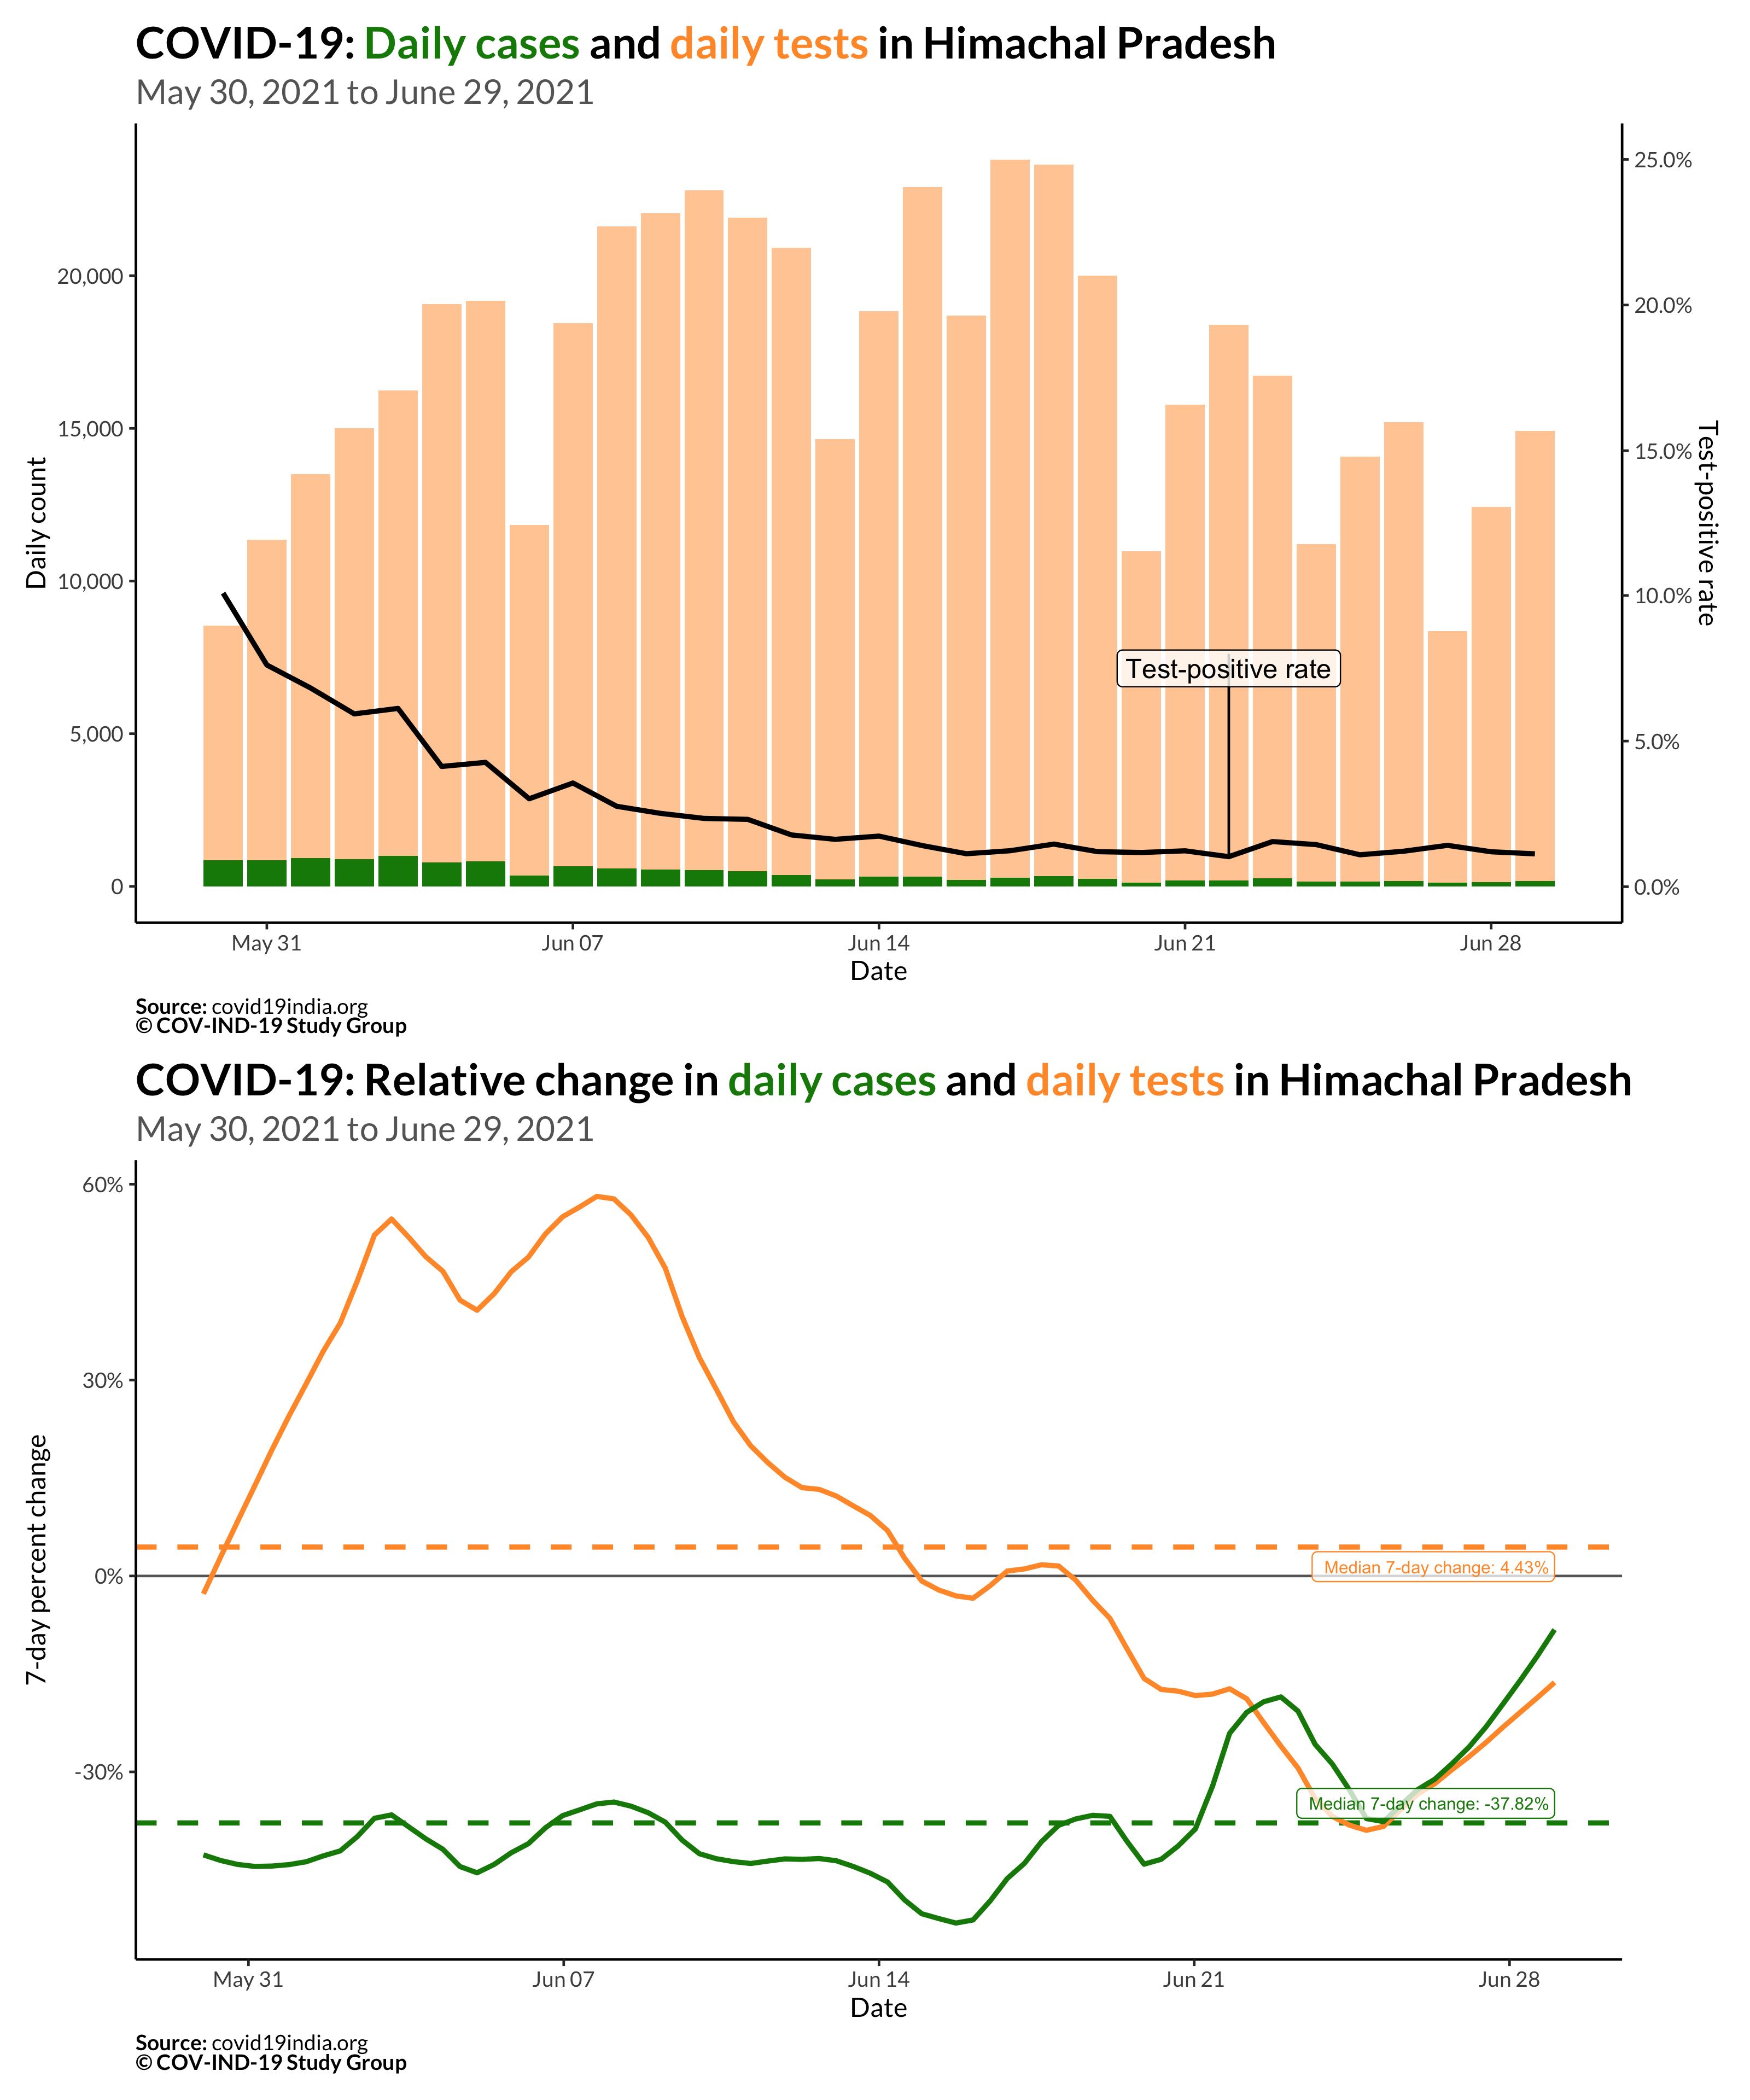 COVID-19: Daily cases and daily tests in Himachal Pradesh
May 30, 2021 to June 29, 2021
25.0%
20,000
20.0%
15,000
15.0%
Daily count
Test-positive rate
10,000
10.0%
Test-positive rate
5,000
5.0%
0
0.0%
May 31
Jun 07
Jun 14
Jun 21
Jun 28
Date
Source: covid19india.org
© COV-IND-19 Study Group
COVID-19: Relative change in daily cases and daily tests in Himachal Pradesh
May 30, 2021 to June 29, 2021
60%
30%
7-day percent change
0%
Median 7-day change: 4.43%
-30%
Median 7-day change: -37.82%
May 31
Jun 07
Jun 14
Jun 21
Jun 28
Date
Source: covid19india.org
© COV-IND-19 Study Group